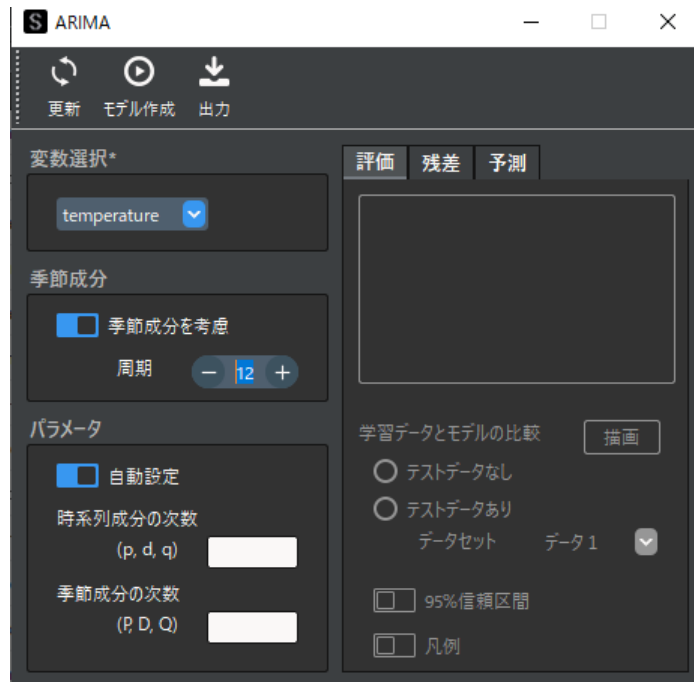 S ARIMA
更新 モデル作成 出力
変数選択*
temperature
季節成分
季節成分を考慮
周期 − 12 +
パラメータ
自動設定
時系列成分の次数
(p, d, q)
季節成分の次数
(P, D, Q)
評価 残差 予測
学習データとモデルの比較 描画
テストデータなし
テストデータあり
データセット データ 1
95%信頼区間
凡例